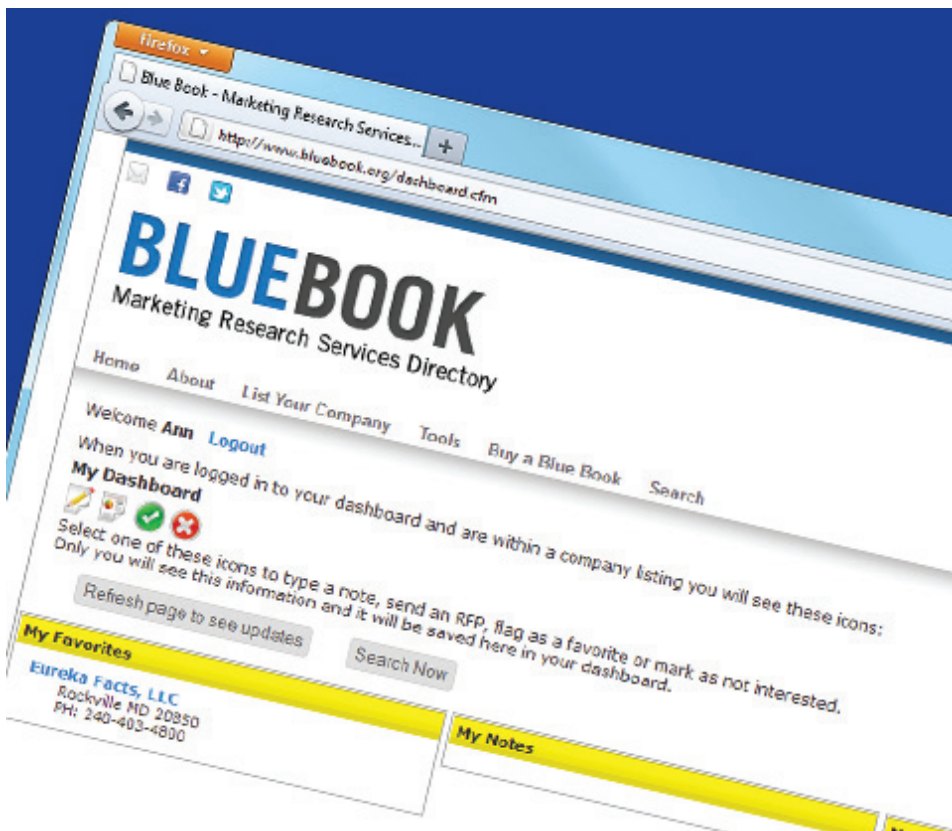 Firefox
Blue Book - Marketing Research Services...
+
http://www.bluebook.org/dashboard.cfm
BLUEBOOK
Marketing Research Services Directory
Home About List Your Company Tools Buy a Blue Book Search
Welcome Ann Logout
When you are logged in to your dashboard and are within a company listing you will see these icons:
My Dashboard
Select one of these icons to type a note, send an RFP, flag as a favorite or mark as not interested.
Only you will see this information and it will be saved here in your dashboard.
Refresh page to see updates Search Now
My Favorites
Eureka Facts, LLC
Rockville MD 20850
PH: 240-403-4800
My Notes